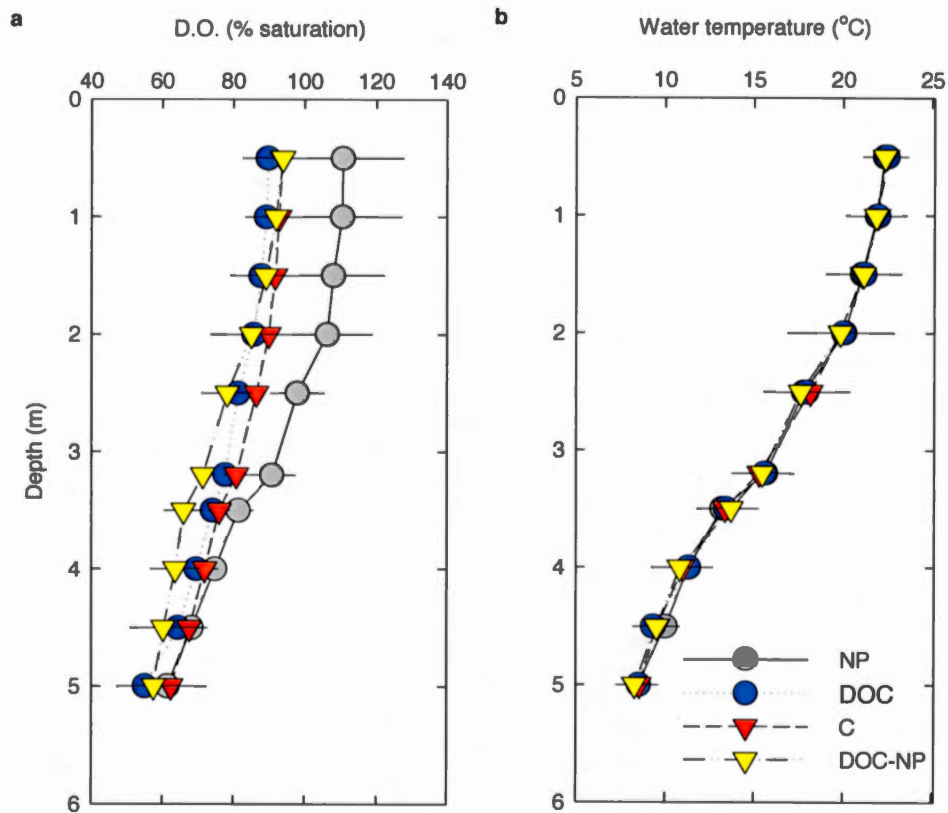 a
D.O. (% saturation)
40 60 80 100 120 140
0
1
2
3
4
5
6
Depth (m)
b
Water temperature (°C)
5 10 15 20 25
0
1
2
3
4
5
6
NP
DOC
C
DOC-NP